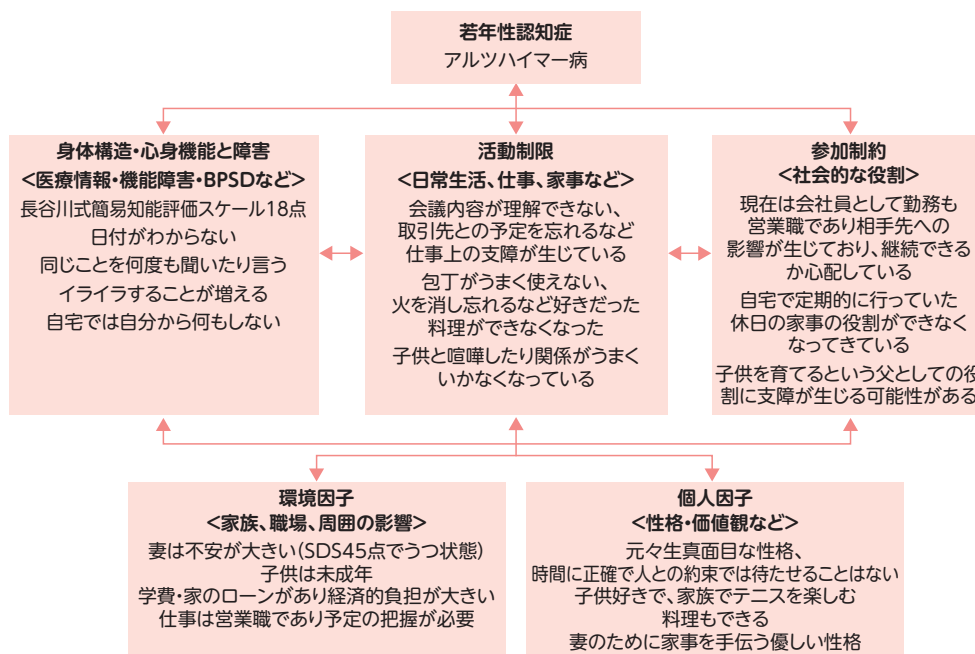 若年性認知症
アルツハイマー病
身体構造・心身機能と障害
<医療情報・機能障害・BPSDなど>
長谷川式簡易知能評価スケール18点
日付がわからない
同じことを何度も聞いたり言う
イライラすることが増える
自宅では自分から何もしない
活動制限
<日常生活、仕事、家事など>
会議内容が理解できない、
取引先との予定を忘れるなど
仕事上の支障が生じている
包丁がうまく使えない、
火を消し忘れるなど好きだった
料理ができなくなった
子供と喧嘩したり関係がうまく
いかなくなっている
参加制約
<社会的な役割>
現在は会社員として勤務も
営業職であり相手先への
影響が生じており、継続できる
か心配している
自宅で定期的に行っていた
休日の家事の役割ができなく
なってきている
子供を育てるという父としての役
割に支障が生じる可能性がある
環境因子
<家族、職場、周囲の影響>
妻は不安が大きい(SDS45点でうつ状態)
子供は未成年
学費・家のローンがあり経済的負担が大きい
仕事は営業職であり予定の把握が必要
個人因子
<性格・価値観など>
元々生真面目な性格、
時間に正確で人との約束では待たせることはない
子供好きで、家族でテニスを楽しむ
料理もできる
妻のために家事を手伝う優しい性格